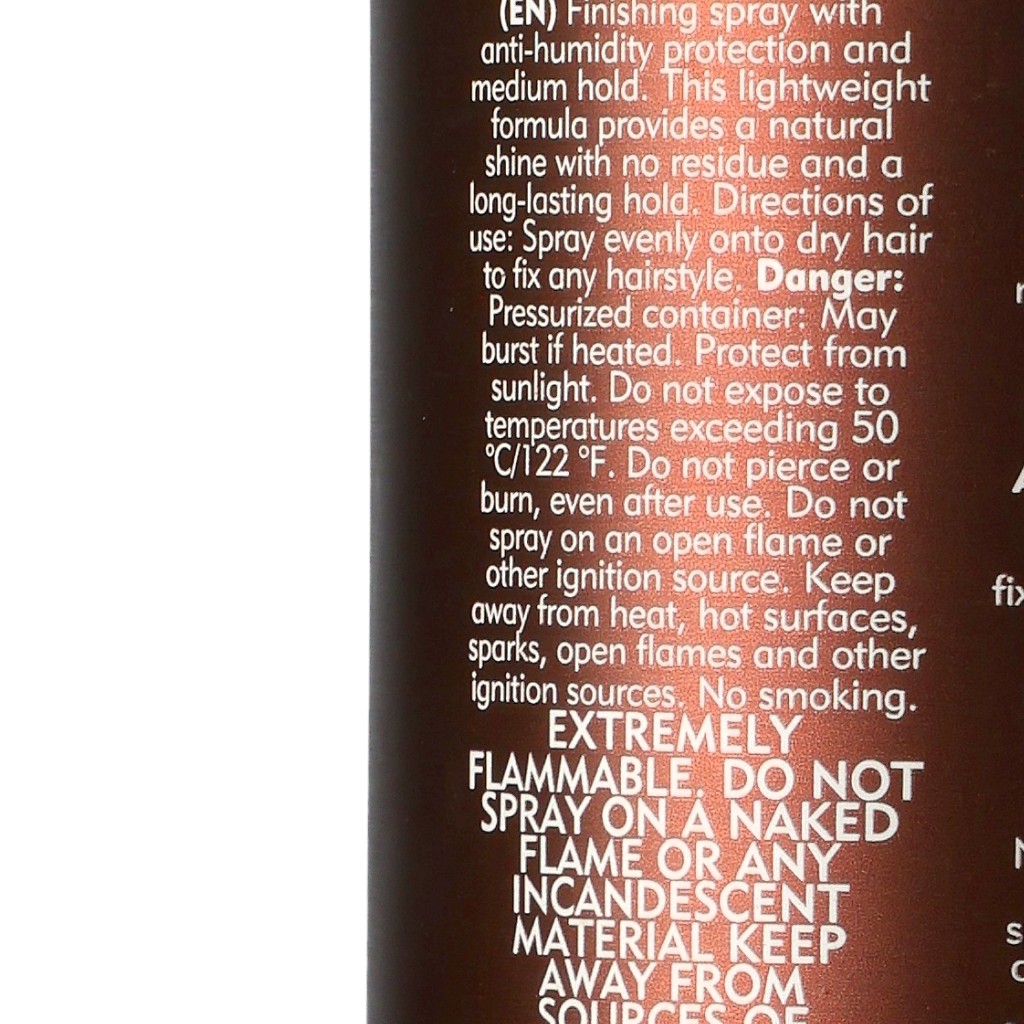 (EN) Finishing spray with
anti-humidity protection and
medium hold. This lightweight
formula provides a natural
shine with no residue and a
long-lasting hold. Directions of
use: Spray evenly onto dry hair
to fix any hairstyle. Danger:
Pressurized container: May
burst if heated. Protect from
sunlight. Do not expose to
temperatures exceeding 50
°C/122 °F. Do not pierce or
burn, even after use. Do not
spray on an open flame or
other ignition source. Keep
away from heat, hot surfaces,
sparks, open flames and other
ignition sources. No smoking.
EXTREMELY
FLAMMABLE. DO NOT
SPRAY ON A NAKED
FLAME OR ANY
INCANDESCENT
MATERIAL KEEP
AWAY FROM
SOURCES OF